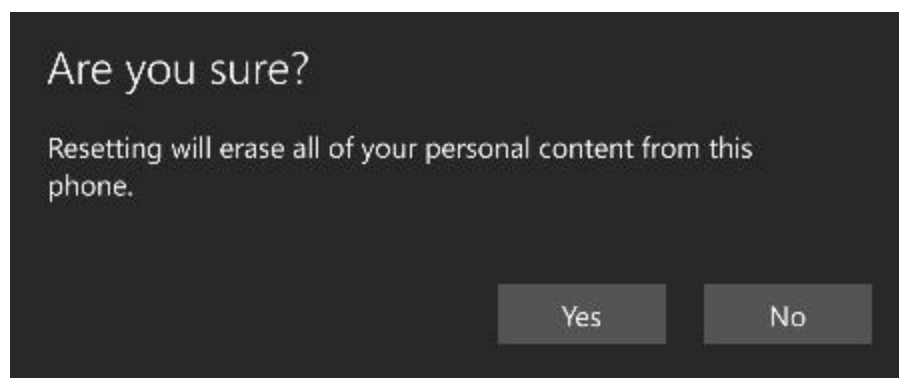 Are you sure?
Resetting will erase all of your personal content from this
phone.
Yes No